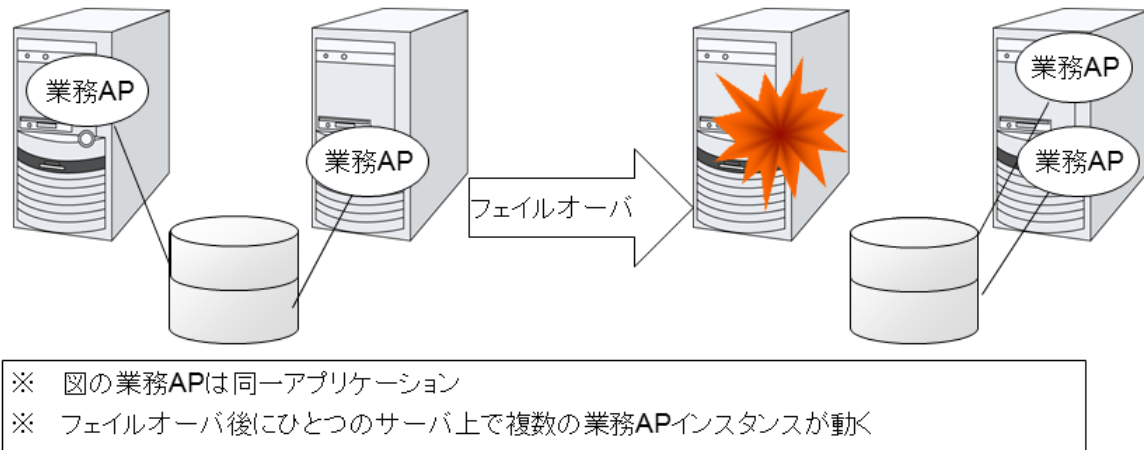 業務AP
業務AP
フェイルオーバ
業務AP
業務AP
※ 図の業務APは同一アプリケーション
※ フェイルオーバ後にひとつのサーバ上で複数の業務APインスタンスが動く